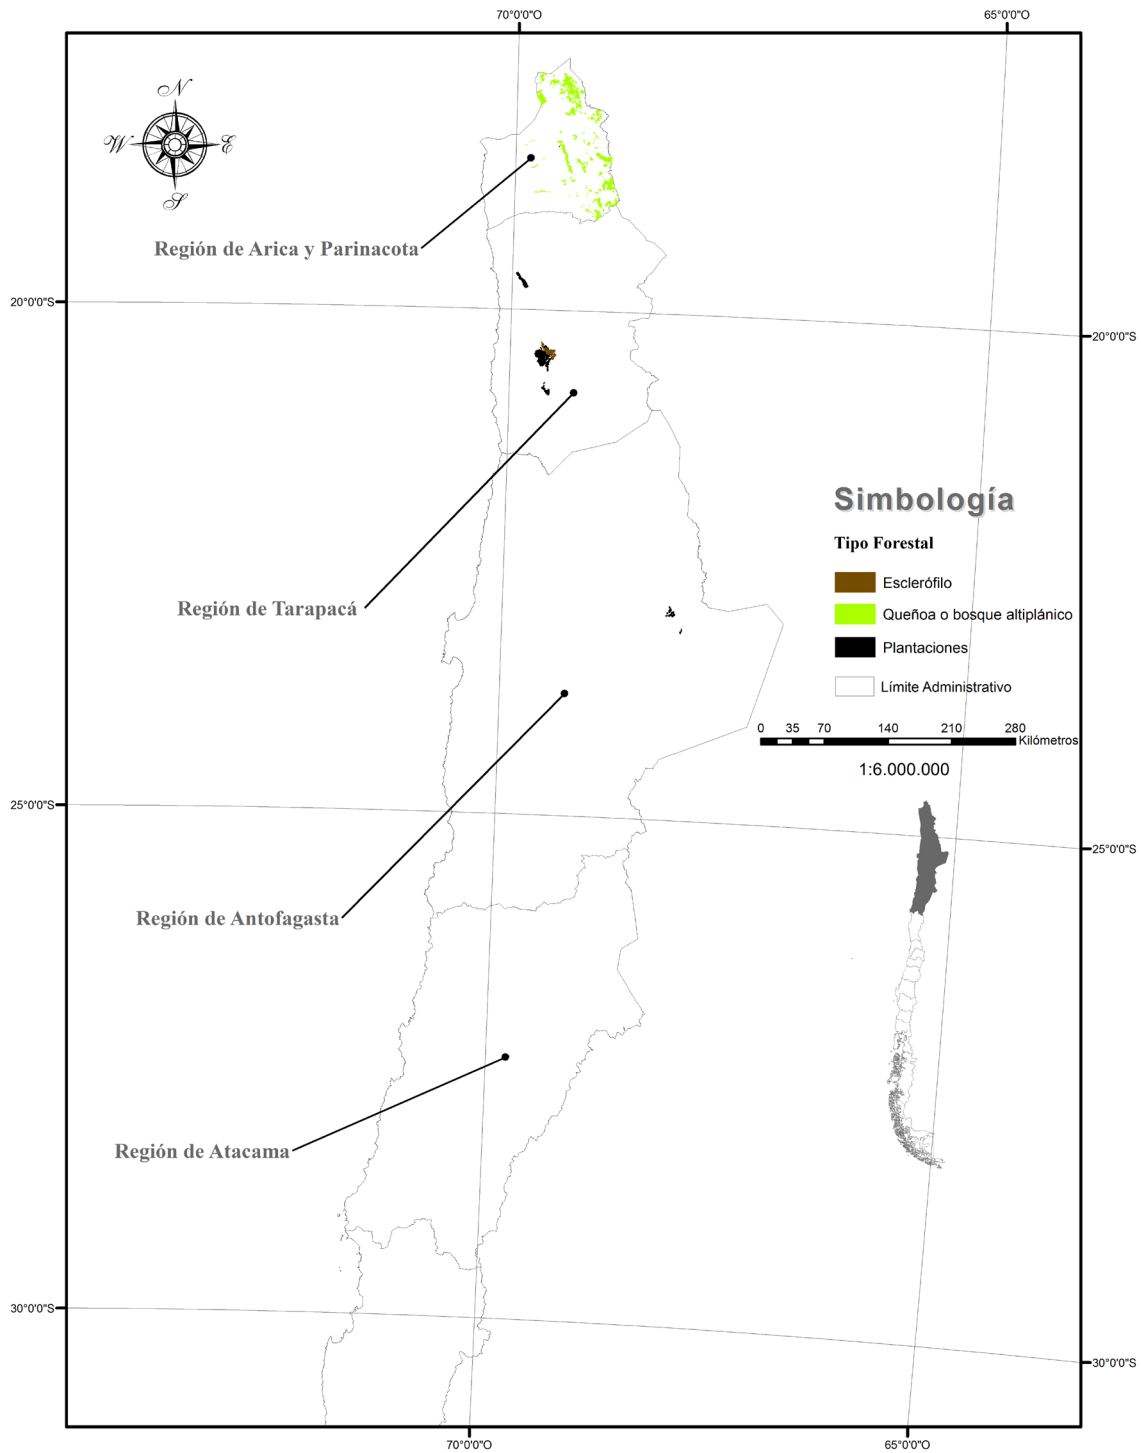 70°0'0"O
65°0'0"O
N
W
E
S
Región de Arica y Parinacota
20°0'0"S
20°0'0"S
Simbología
Tipo Forestal
Esclerófilo
Queñoa o bosque altiplánico
Plantaciones
Límite Administrativo
Región de Tarapacá
0 35 70 140 210 280
Kilómetros
1:6.000.000
25°0'0"S
25°0'0"S
Región de Antofagasta
Región de Atacama
30°0'0"S
30°0'0"S
70°0'0"O
65°0'0"O